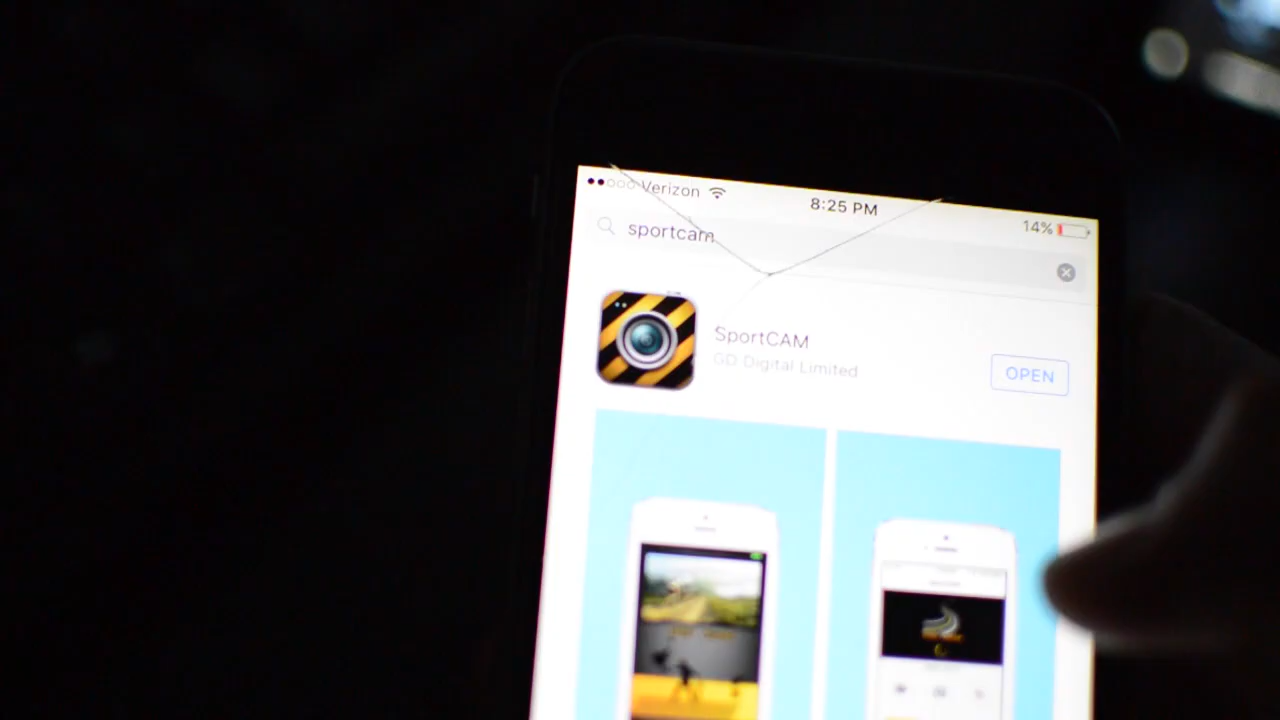 Verizon 8:25 PM 14%
sportcam
SportCAM
GD Digital Limited
OPEN